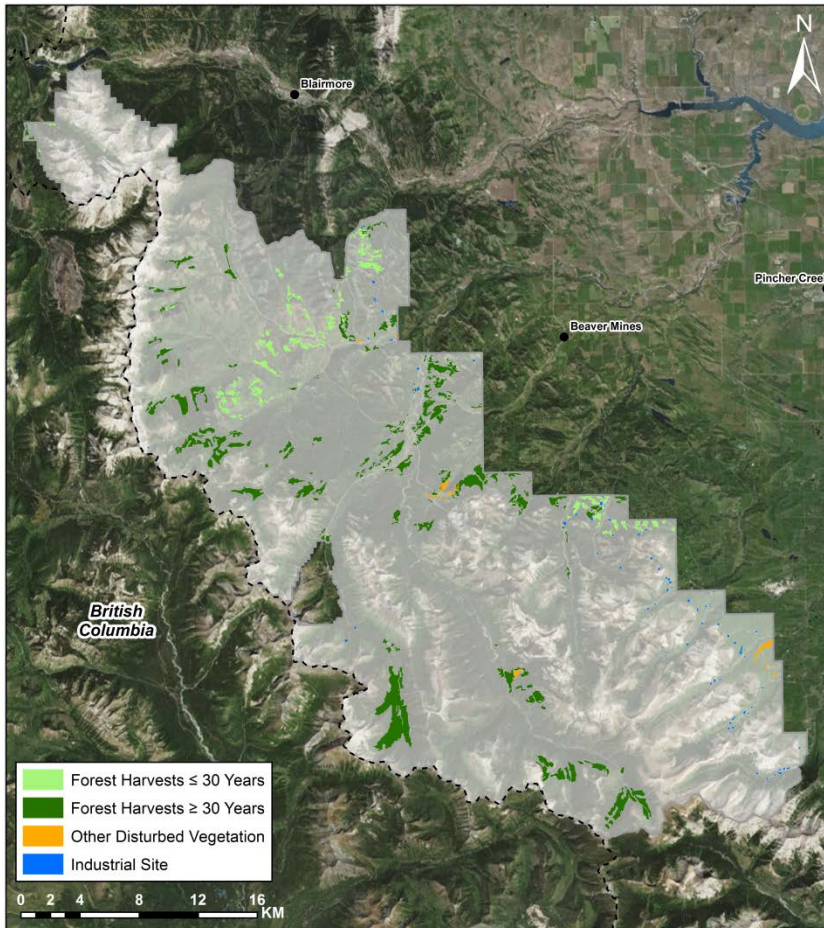 N
Blairmore
Pincher Creek
Beaver Mines
British
Columbia
Forest Harvests ≤ 30 Years
Forest Harvests ≥ 30 Years
Other Disturbed Vegetation
Industrial Site
0 2 4 8 12 16
KM